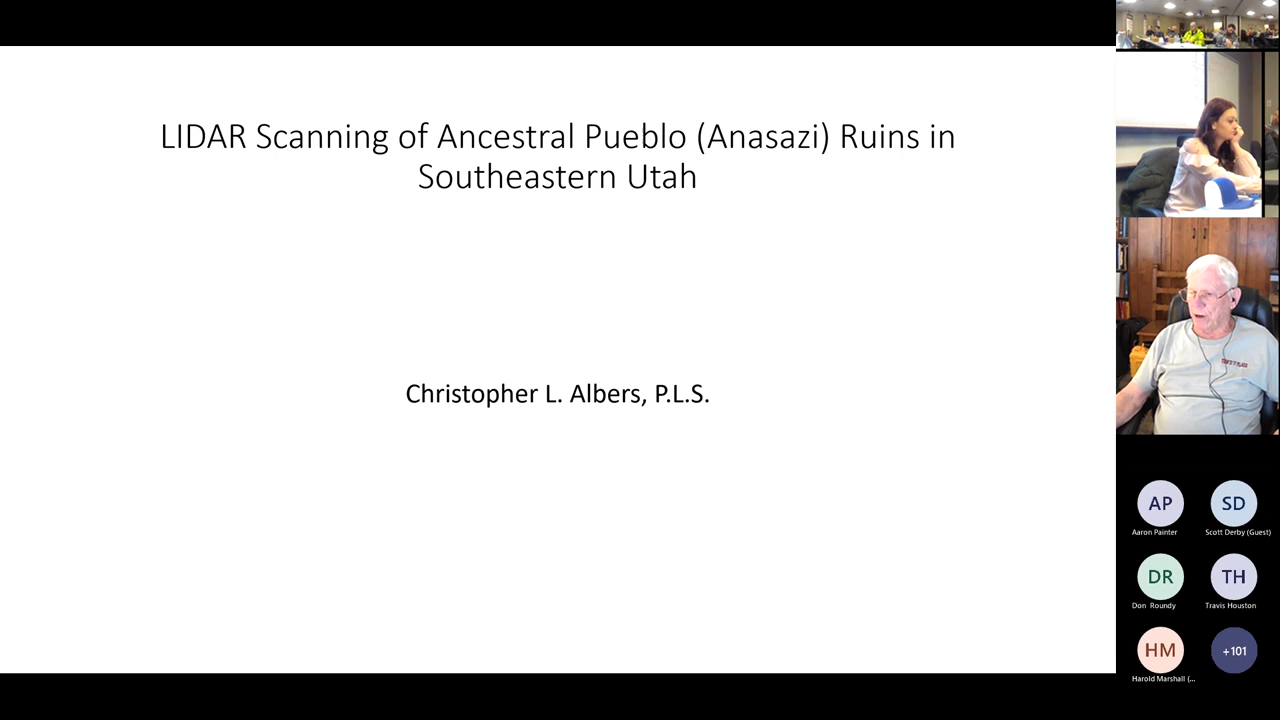 LIDAR Scanning of Ancestral Pueblo (Anasazi) Ruins in
Southeastern Utah
Christopher L. Albers, P.L.S.
AP
SD
Aaron Painter
Scott Derby (Guest)
DR
TH
Don Roundy
Travis Houston
HM
+101
Harold Marshall (...